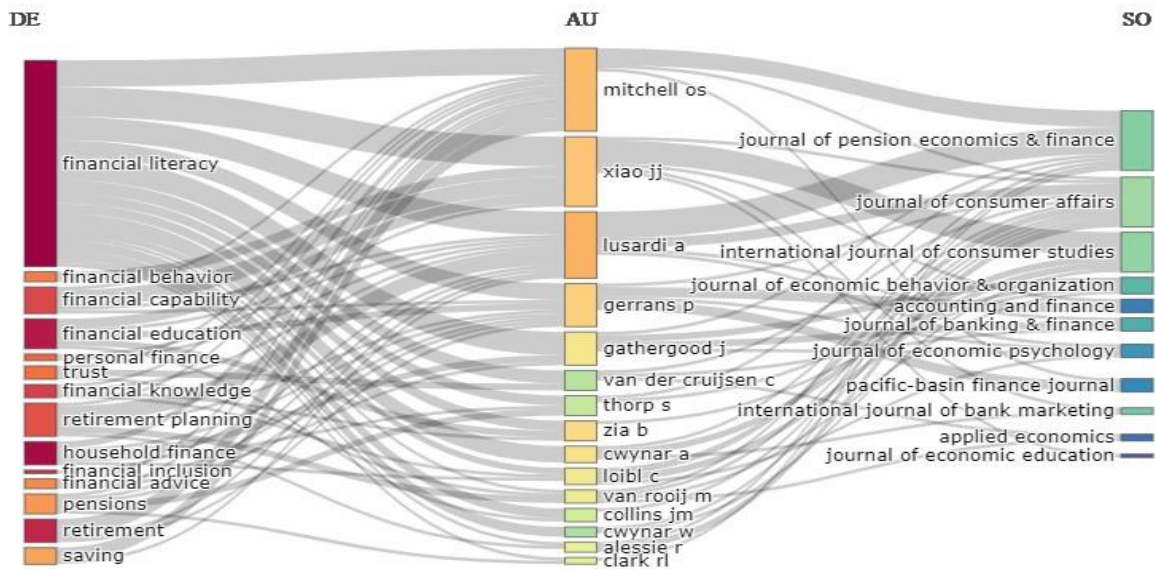 DE
AU
SO
financial literacy
financial behavior
financial capability
financial education
personal finance
trust
financial knowledge
retirement planning
household finance
financial inclusion
financial advice
pensions
retirement
saving
mitchell os
xiao jj
lusardi a
gerrans p
gathergood j
van der cruijsen c
thorp s
zia b
cwynar a
loibl c
van rooij m
collins jm
cwynar w
alessie r
clark rl
journal of pension economics & finance
journal of consumer affairs
international journal of consumer studies
journal of economic behavior & organization
accounting and finance
journal of banking & finance
journal of economic psychology
pacific-basin finance journal
international journal of bank marketing
applied economics
journal of economic education